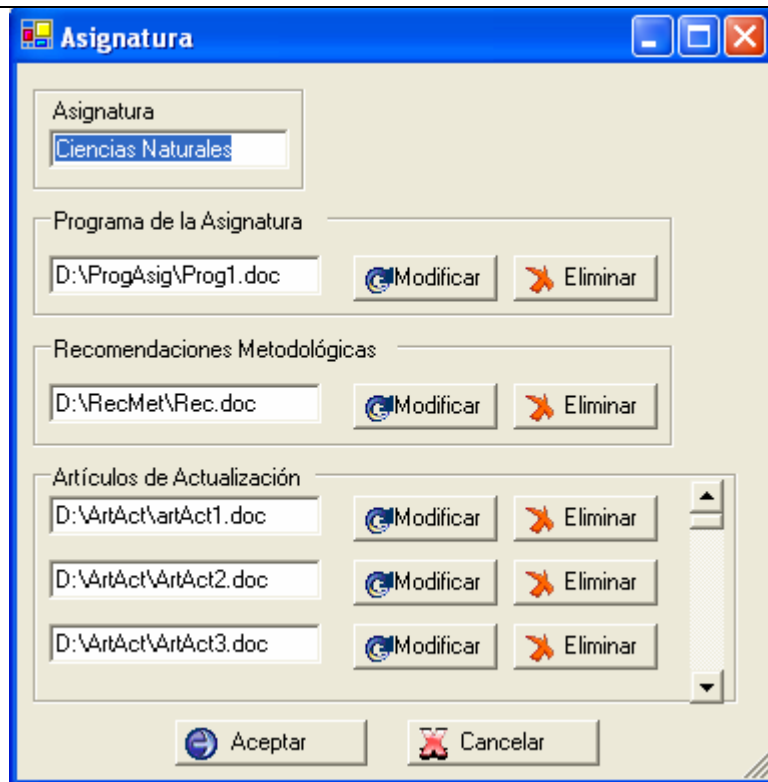 Asignatura
Asignatura
Ciencias Naturales
Programa de la Asignatura
D:\ProgAsig\Prog1.doc Modificar Eliminar
Recomendaciones Metodológicas
D:\RecMet\Rec.doc Modificar Eliminar
Artículos de Actualización
D:\ArtAct\artAct1.doc Modificar Eliminar
D:\ArtAct\ArtAct2.doc Modificar Eliminar
D:\ArtAct\ArtAct3.doc Modificar Eliminar
Aceptar Cancelar